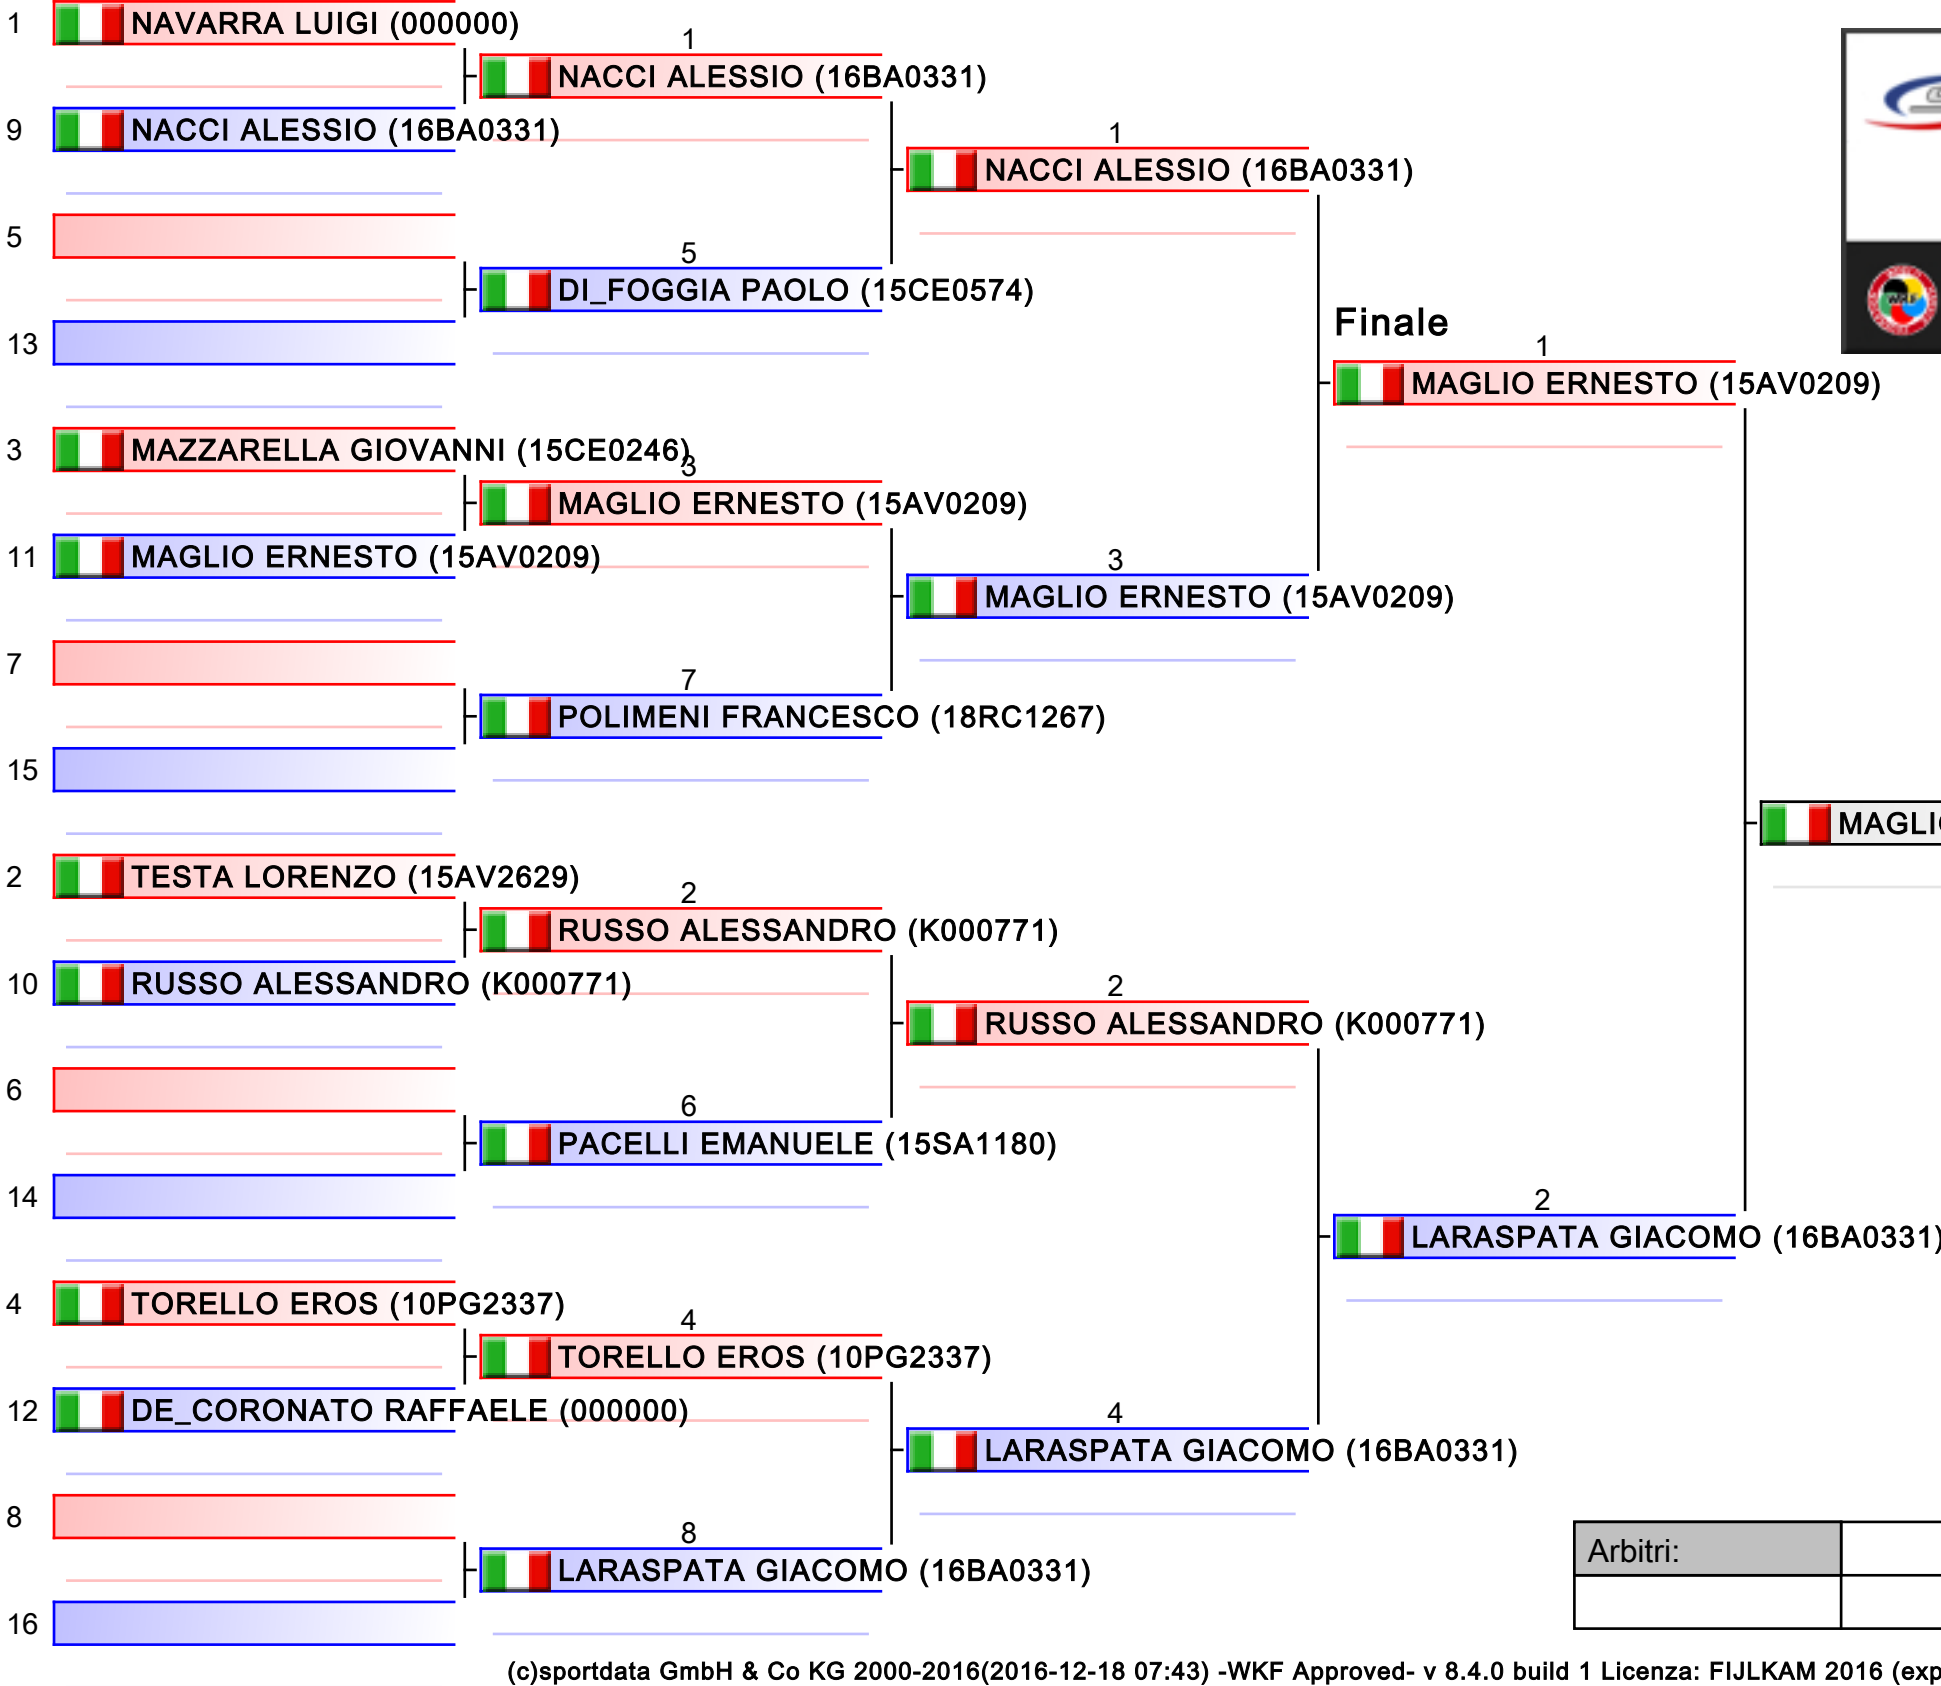 1 NAVARRA LUIGI (000000)
1
NACCI ALESSIO (16BA0331)
9 NACCI ALESSIO (16BA0331)
1
NACCI ALESSIO (16BA0331)
5
5
DI_FOGGIA PAOLO (15CE0574)
13
Finale
1
MAGLIO ERNESTO (15AV0209)
3 MAZZARELLA GIOVANNI (15CE0246)
3
MAGLIO ERNESTO (15AV0209)
11 MAGLIO ERNESTO (15AV0209)
3
MAGLIO ERNESTO (15AV0209)
7
7
POLIMENI FRANCESCO (18RC1267)
15
MAGLI
2 TESTA LORENZO (15AV2629)
2
RUSSO ALESSANDRO (K000771)
10 RUSSO ALESSANDRO (K000771)
2
RUSSO ALESSANDRO (K000771)
6
6
PACELLI EMANUELE (15SA1180)
14
2
LARASPATA GIACOMO (16BA0331)
4 TORELLO EROS (10PG2337)
4
TORELLO EROS (10PG2337)
12 DE_CORONATO RAFFAELE (000000)
4
LARASPATA GIACOMO (16BA0331)
8
8
LARASPATA GIACOMO (16BA0331)
16
Arbitri:
(c)sportdata GmbH & Co KG 2000-2016(2016-12-18 07:43) -WKF Approved- v 8.4.0 build 1 Licenza: FIJLKAM 2016 (exp